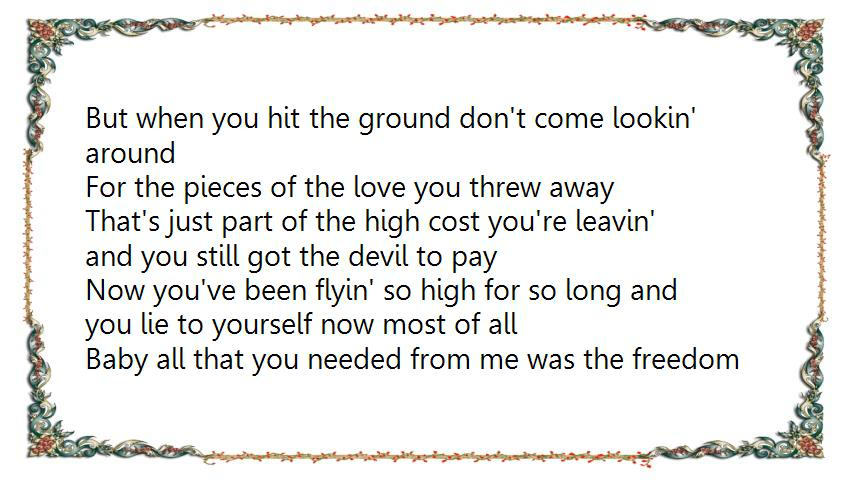 But when you hit the ground don't come lookin'
around
For the pieces of the love you threw away
That's just part of the high cost you're leavin'
and you still got the devil to pay
Now you've been flyin' so high for so long and
you lie to yourself now most of all
Baby all that you needed from me was the freedom